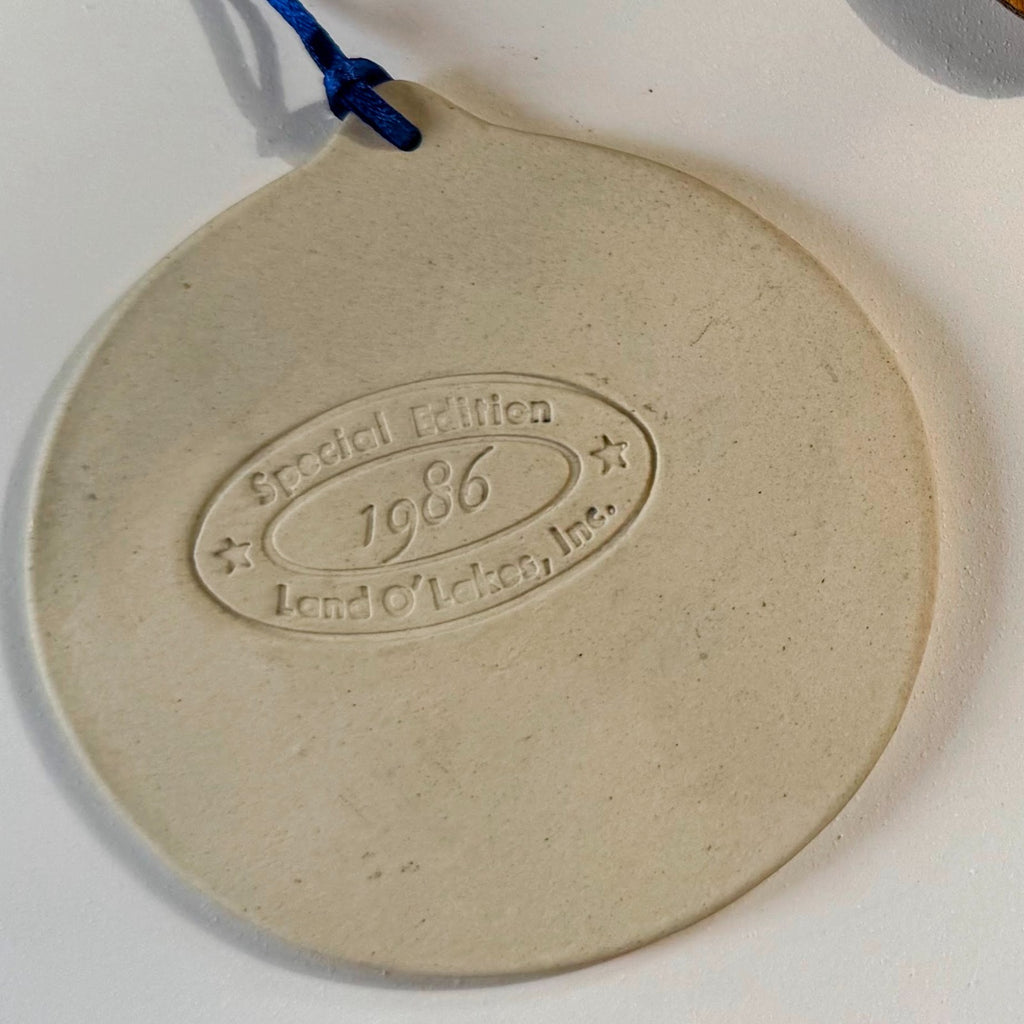 Special Edition
1986
Land O'Lakes, Inc.